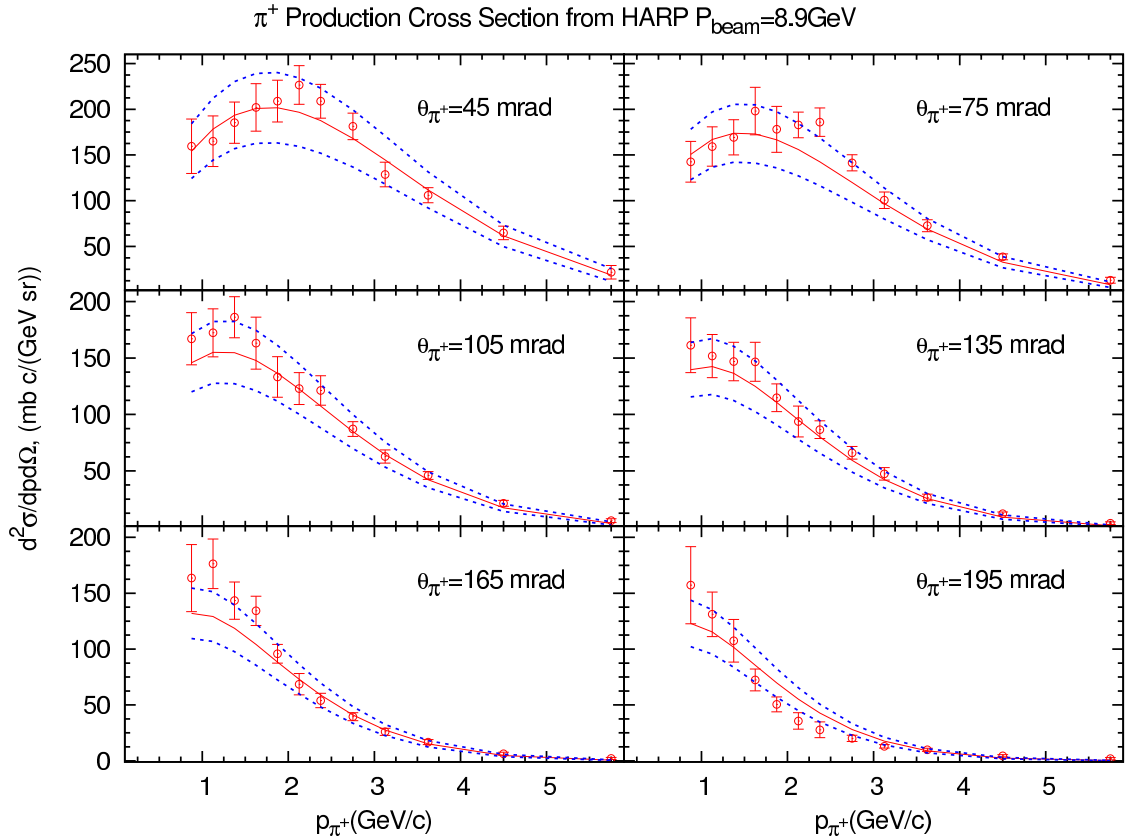 π+ Production Cross Section from HARP Pbeam=8.9GeV
d2σ/dpdΩ, (mb c/(GeV sr))
250
200
150
100
50
θπ+=45 mrad
θπ+=75 mrad
200
150
100
50
θπ+=105 mrad
θπ+=135 mrad
200
150
100
50
0
θπ+=165 mrad
θπ+=195 mrad
1 2 3 4 5
1 2 3 4 5
pπ+(GeV/c)
pπ+(GeV/c)